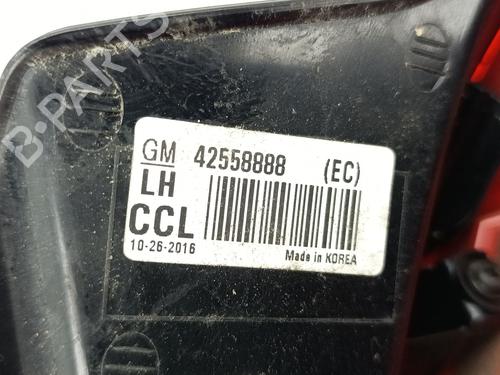 B-PARTS
GM 42558888 (EC)
LH
CCL
10-26-2016 Made in KOREA